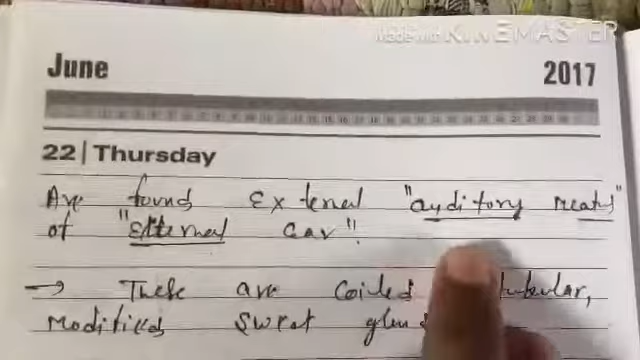 Made with KINEMASTER
June 2017
22 | Thursday
Are found External "auditory meatus"
of "External ear".
→ These are coiled tubular,
Modified sweat